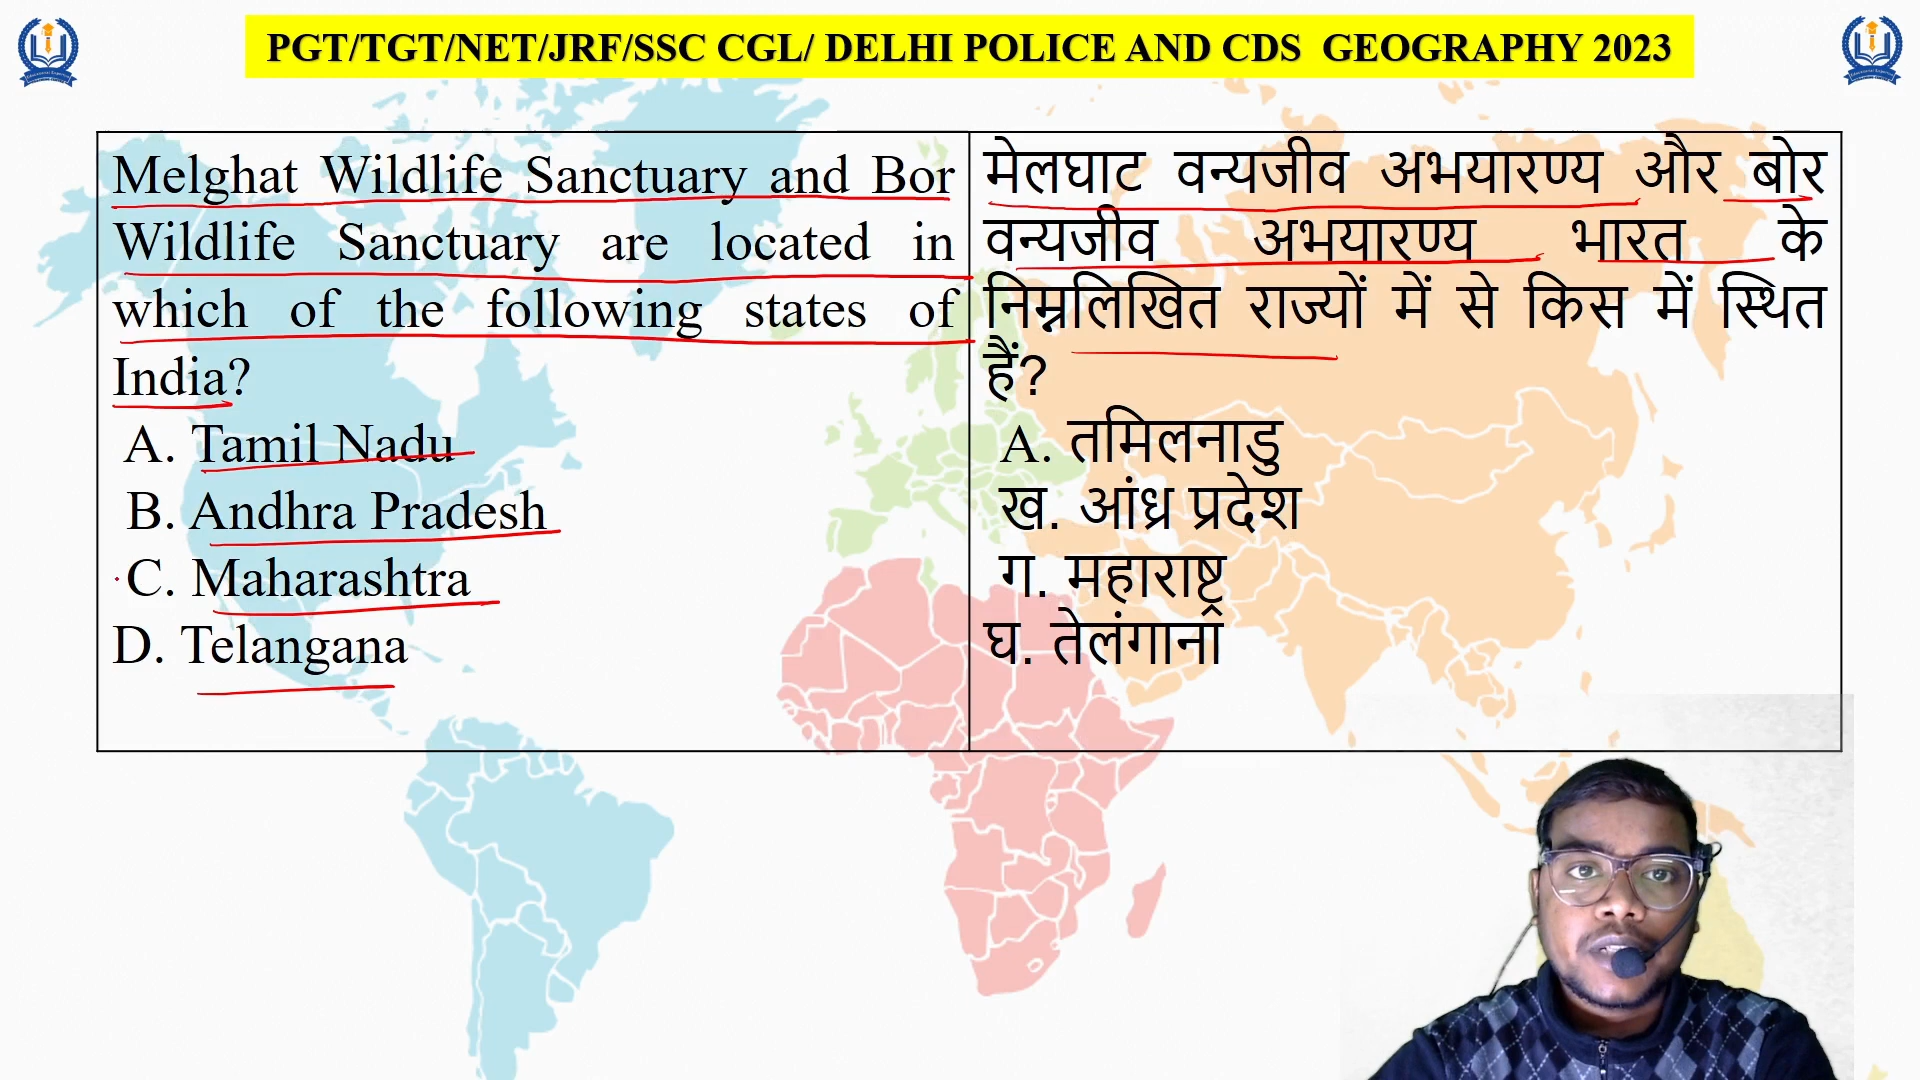 PGT/TGT/NET/JRF/SSC CGL/ DELHI POLICE AND CDS GEOGRAPHY 2023
Melghat Wildlife Sanctuary and Bor
Wildlife Sanctuary are located in
which of the following states of
India?
A. Tamil Nadu
B. Andhra Pradesh
C. Maharashtra
D. Telangana
मेलघाट वन्यजीव अभयारण्य और बोर
वन्यजीव अभयारण्य भारत के
निम्नलिखित राज्यों में से किस में स्थित
हैं?
A. तमिलनाडु
ख. आंध्र प्रदेश
ग. महाराष्ट्र
घ. तेलंगाना